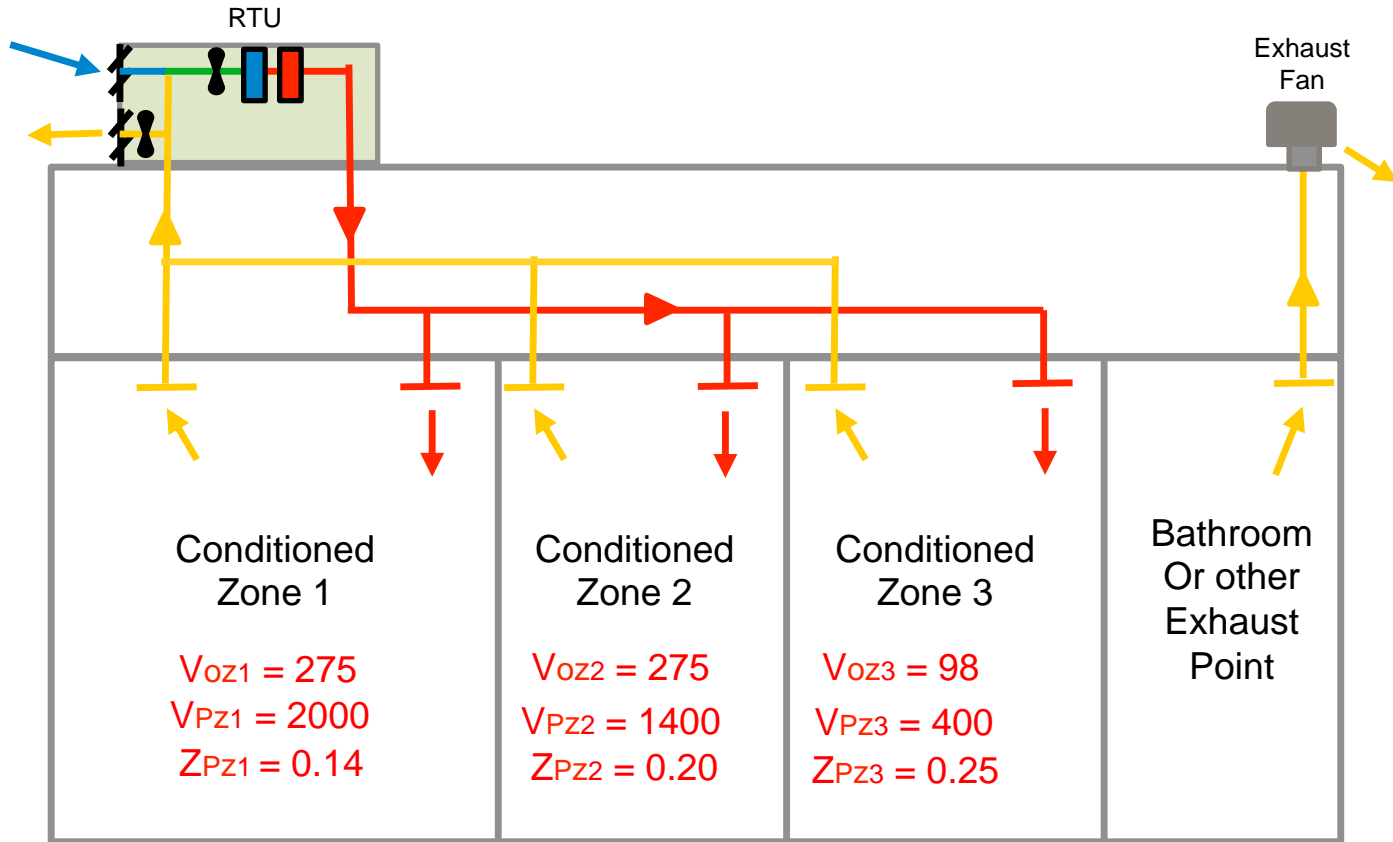 RTU
Exhaust
Fan
Conditioned
Zone 1
Voz1 = 275
VPz1 = 2000
ZPz1 = 0.14
Conditioned
Zone 2
Voz2 = 275
VPz2 = 1400
ZPz2 = 0.20
Conditioned
Zone 3
Voz3 = 98
VPz3 = 400
ZPz3 = 0.25
Bathroom
Or other
Exhaust
Point